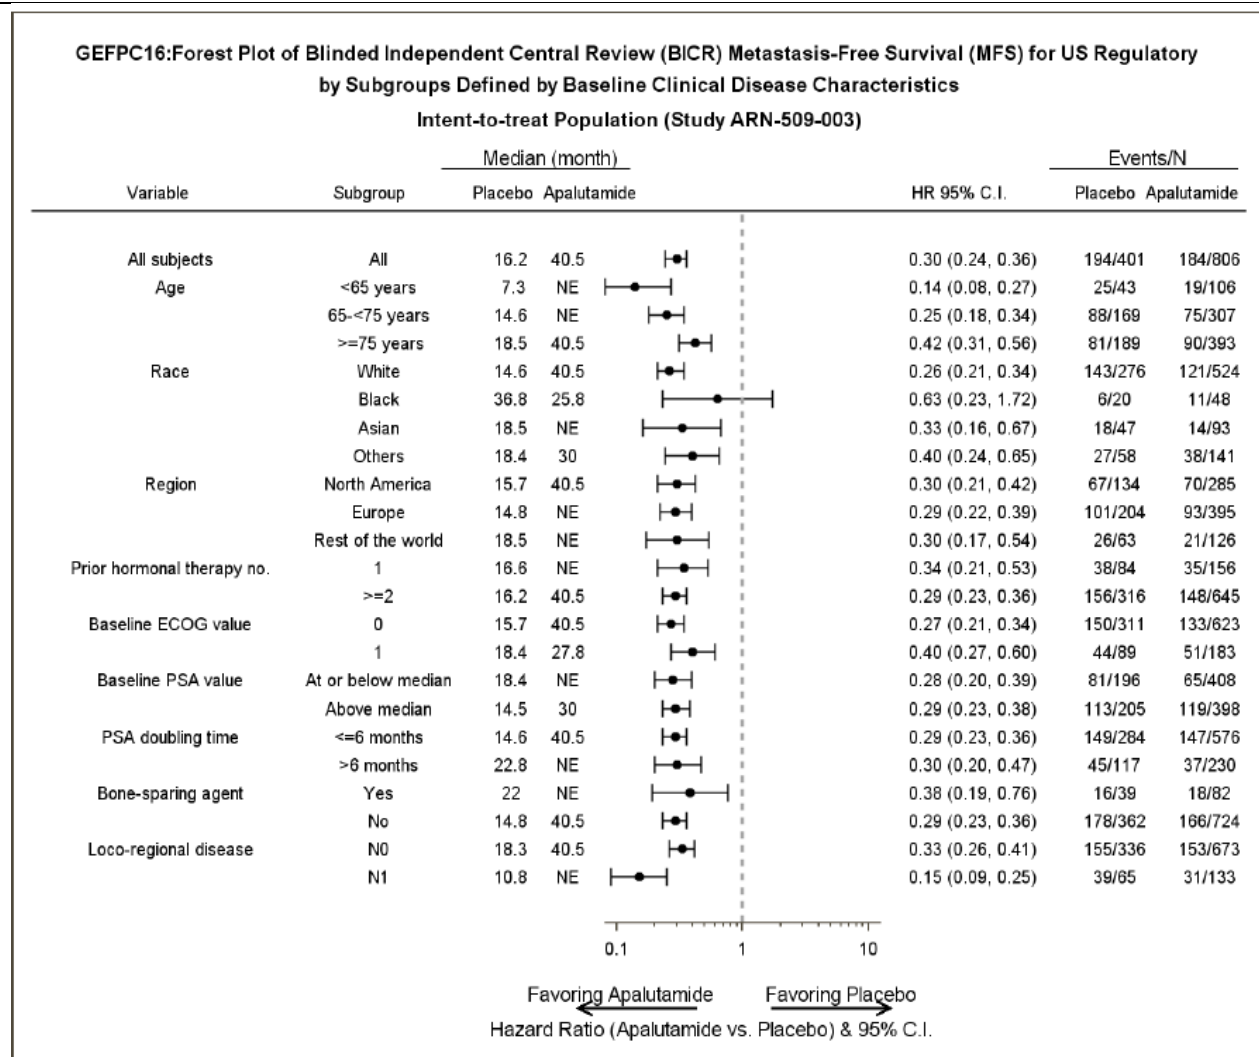 GEFPC16:Forest Plot of Blinded Independent Central Review (BICR) Metastasis-Free Survival (MFS) for US Regulatory
by Subgroups Defined by Baseline Clinical Disease Characteristics
Intent-to-treat Population (Study ARN-509-003)
Median (month) Events/N
Variable Subgroup Placebo Apalutamide HR 95% C.I. Placebo Apalutamide
All subjects All 16.2 40.5 0.30 (0.24, 0.36) 194/401 184/806
Age <65 years 7.3 NE 0.14 (0.08, 0.27) 25/43 19/106
65-<75 years 14.6 NE 0.25 (0.18, 0.34) 88/169 75/307
>=75 years 18.5 40.5 0.42 (0.31, 0.56) 81/189 90/393
Race White 14.6 40.5 0.26 (0.21, 0.34) 143/276 121/524
Black 36.8 25.8 0.63 (0.23, 1.72) 6/20 11/48
Asian 18.5 NE 0.33 (0.16, 0.67) 18/47 14/93
Others 18.4 30 0.40 (0.24, 0.65) 27/58 38/141
Region North America 15.7 40.5 0.30 (0.21, 0.42) 67/134 70/285
Europe 14.8 NE 0.29 (0.22, 0.39) 101/204 93/395
Rest of the world 18.5 NE 0.30 (0.17, 0.54) 26/63 21/126
Prior hormonal therapy no. 1 16.6 NE 0.34 (0.21, 0.53) 38/84 35/156
>=2 16.2 40.5 0.29 (0.23, 0.36) 156/316 148/645
Baseline ECOG value 0 15.7 40.5 0.27 (0.21, 0.34) 150/311 133/623
1 18.4 27.8 0.40 (0.27, 0.60) 44/89 51/183
Baseline PSA value At or below median 18.4 NE 0.28 (0.20, 0.39) 81/196 65/408
Above median 14.5 30 0.29 (0.23, 0.38) 113/205 119/398
PSA doubling time <=6 months 14.6 40.5 0.29 (0.23, 0.36) 149/284 147/576
>6 months 22.8 NE 0.30 (0.20, 0.47) 45/117 37/230
Bone-sparing agent Yes 22 NE 0.38 (0.19, 0.76) 16/39 18/82
No 14.8 40.5 0.29 (0.23, 0.36) 178/362 166/724
Loco-regional disease N0 18.3 40.5 0.33 (0.26, 0.41) 155/336 153/673
N1 10.8 NE 0.15 (0.09, 0.25) 39/65 31/133
0.1 1 10
Favoring Apalutamide Favoring Placebo
Hazard Ratio (Apalutamide vs. Placebo) & 95% C.I.